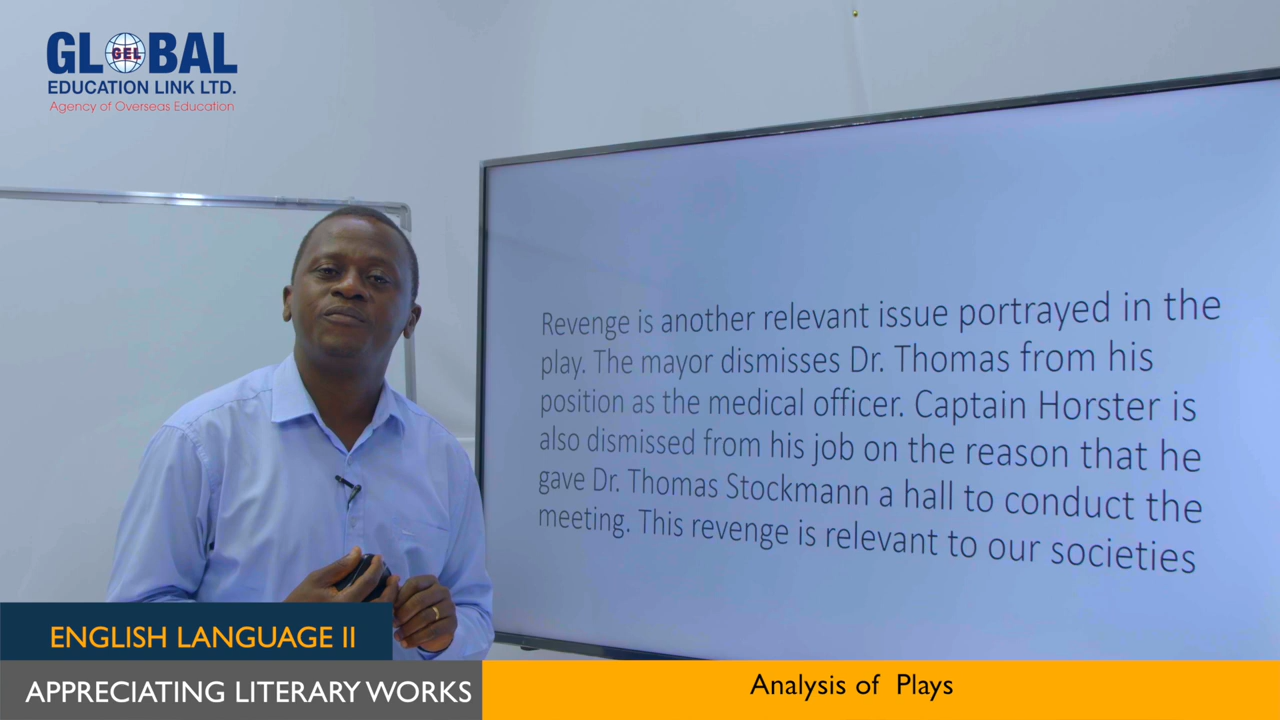 GLOBAL
GEL
EDUCATION LINK LTD.
Agency of Overseas Education
Revenge is another relevant issue portrayed in the
play. The mayor dismisses Dr. Thomas from his
position as the medical officer. Captain Horster is
also dismissed from his job on the reason that he
gave Dr. Thomas Stockmann a hall to conduct the
meeting. This revenge is relevant to our societies
ENGLISH LANGUAGE II
APPRECIATING LITERARY WORKS
Analysis of Plays